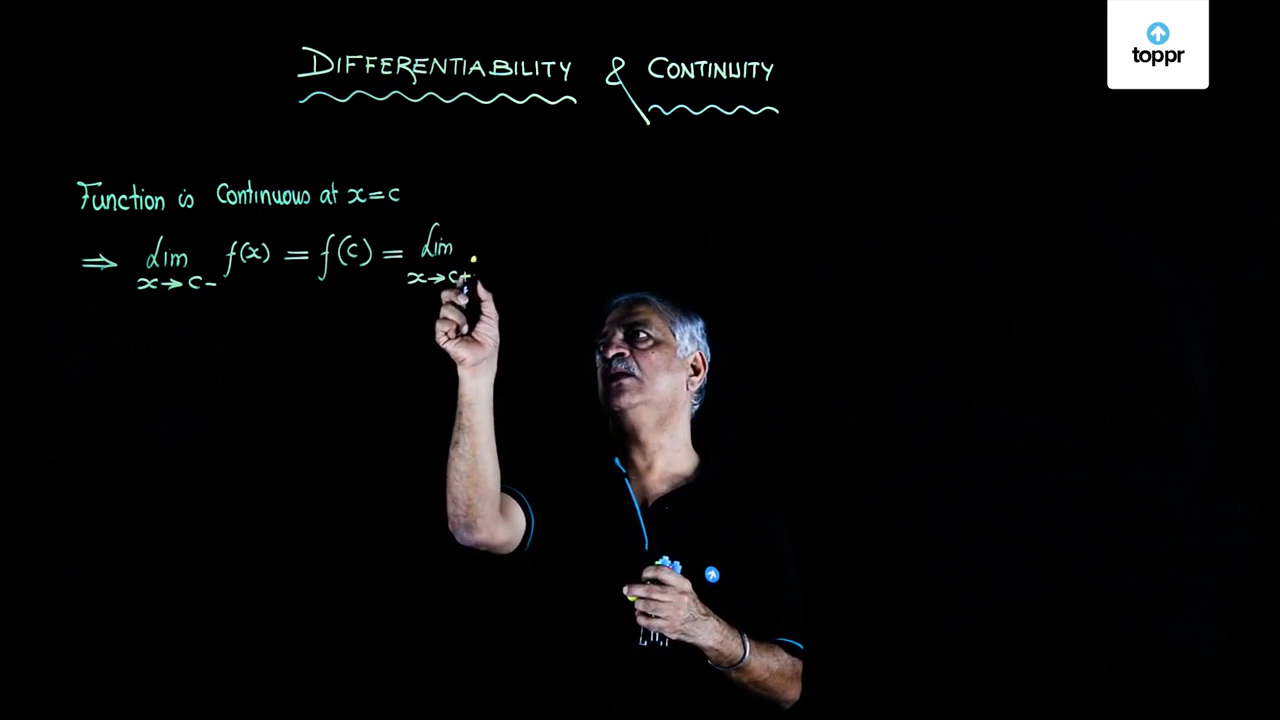 toppr
DIFFERENTIABILITY & CONTINUITY
Function is Continuous at x=c
⇒ Lim x→c- f(x) = f(c) = Lim x→c+